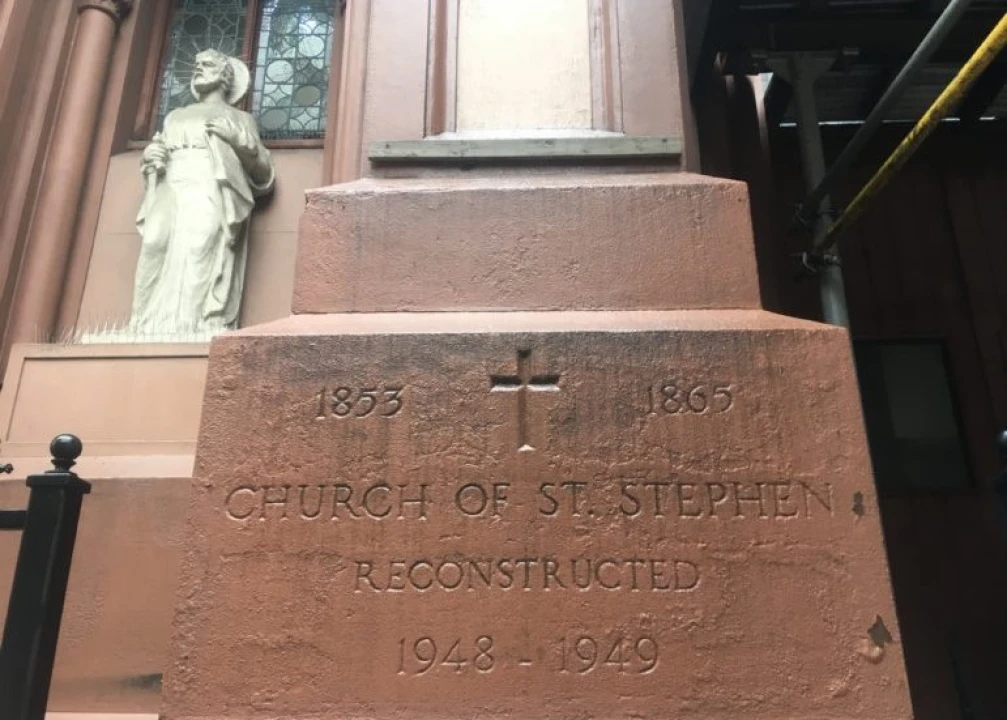 1853 1865
CHURCH OF ST. STEPHEN
RECONSTRUCTED
1948 - 1949